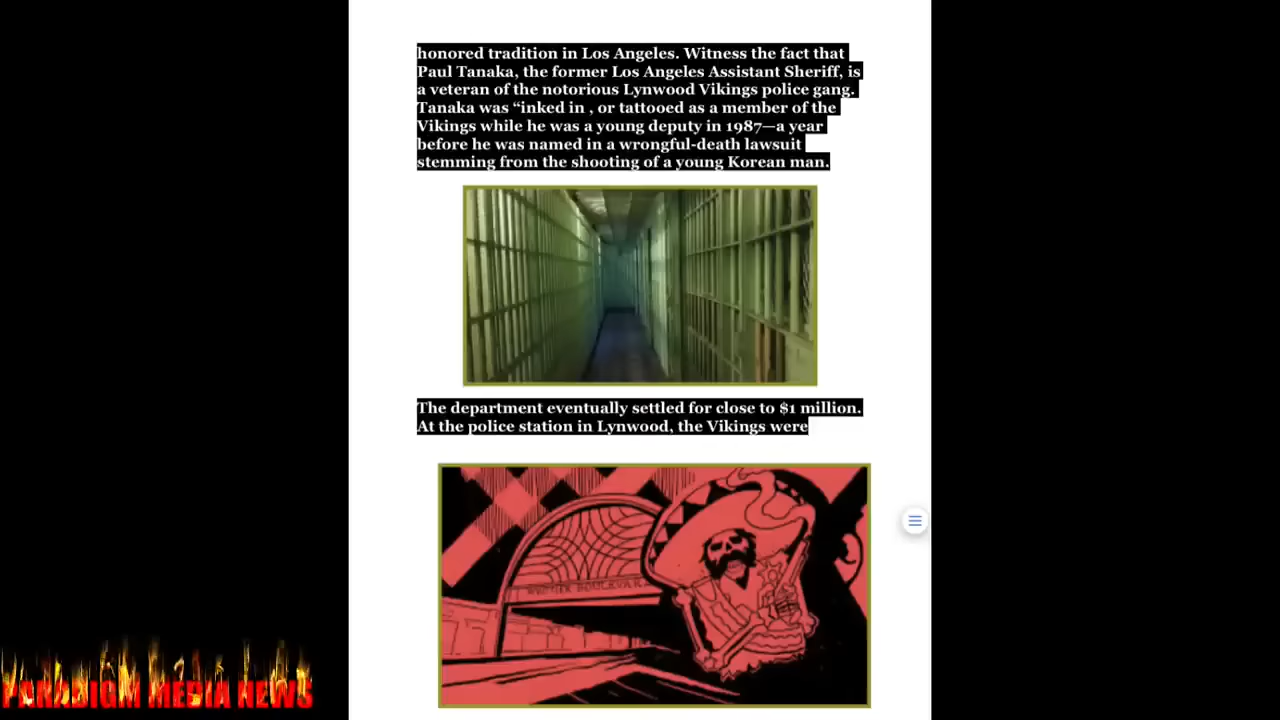 honored tradition in Los Angeles. Witness the fact that
Paul Tanaka, the former Los Angeles Assistant Sheriff, is
a veteran of the notorious Lynwood Vikings police gang.
Tanaka was “inked in , or tattooed as a member of the
Vikings while he was a young deputy in 1987—a year
before he was named in a wrongful-death lawsuit
stemming from the shooting of a young Korean man.
The department eventually settled for close to $1 million.
At the police station in Lynwood, the Vikings were
PARADIGM MEDIA NEWS